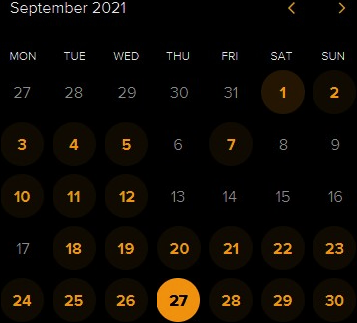 September 2021 < >
MON TUE WED THU FRI SAT SUN
27 28 29 30 31 1 2
3 4 5 6 7 8 9
10 11 12 13 14 15 16
17 18 19 20 21 22 23
24 25 26 27 28 29 30